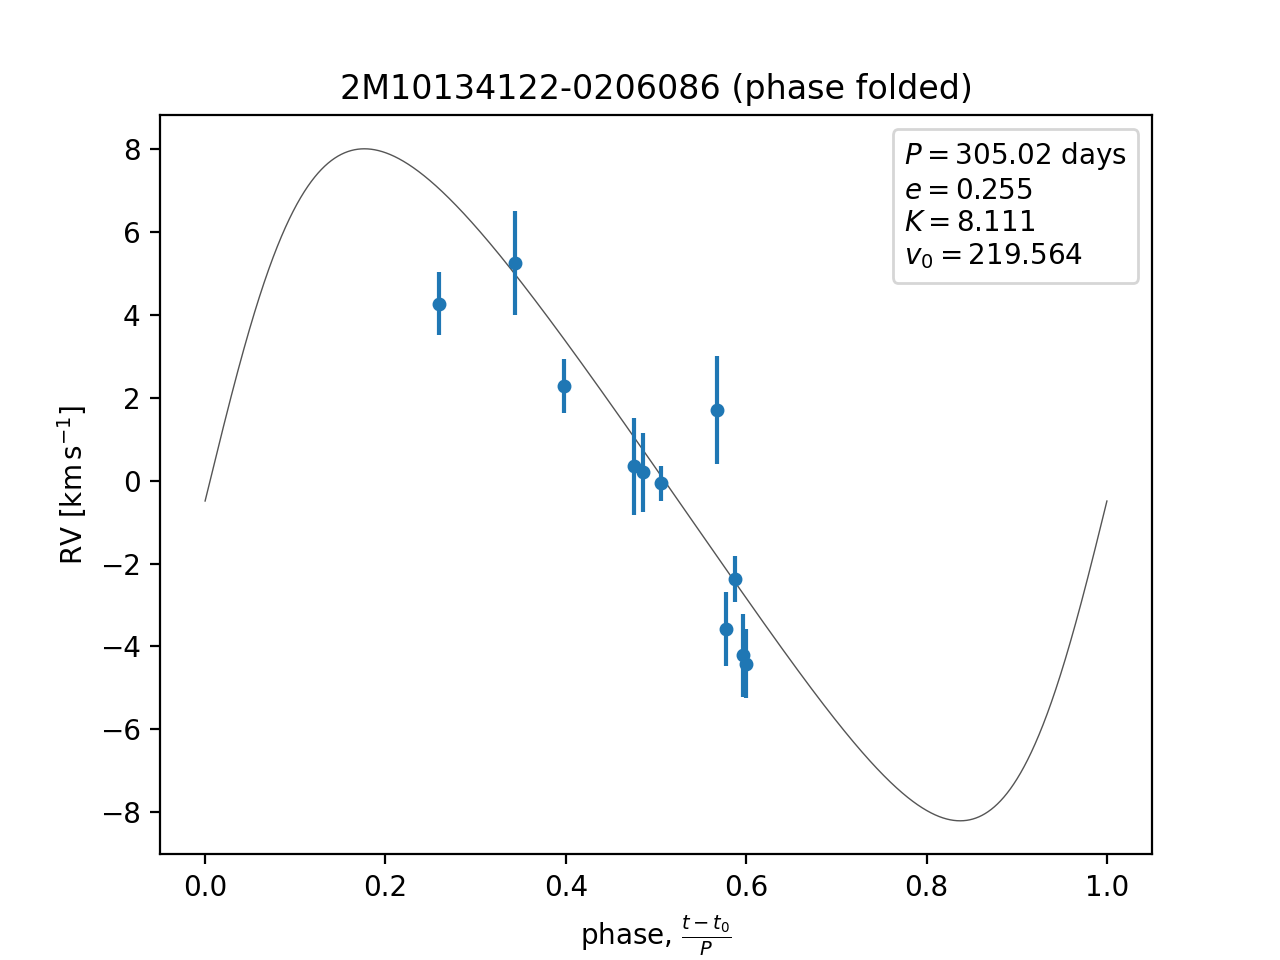 2M10134122-0206086 (phase folded)
P = 305.02 days
e = 0.255
K = 8.111
v₀ = 219.564
RV [km s⁻¹]
8
6
4
2
0
−2
−4
−6
−8
0.0 0.2 0.4 0.6 0.8 1.0
phase, (t − t₀)/P